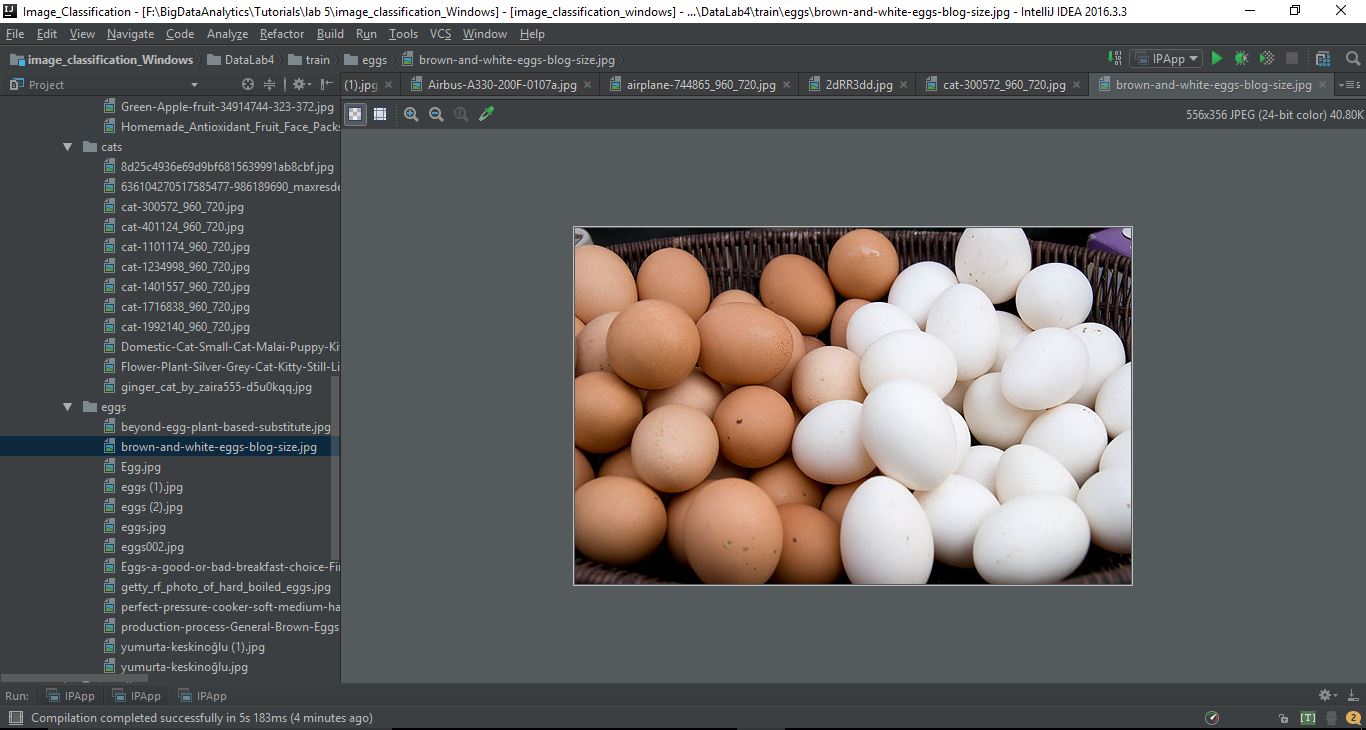 Image_Classification - [F:\BigDataAnalytics\Tutorials\lab 5\image_classification_Windows] - [image_classification_windows] - ...\DataLab4\train\eggs\brown-and-white-eggs-blog-size.jpg - IntelliJ IDEA 2016.3.3
File Edit View Navigate Code Analyze Refactor Build Run Tools VCS Window Help
image_classification_Windows DataLab4 train eggs brown-and-white-eggs-blog-size.jpg IPApp
Project (1).jpg Airbus-A330-200F-0107a.jpg airplane-744865_960_720.jpg 2dRR3dd.jpg cat-300572_960_720.jpg brown-and-white-eggs-blog-size.jpg
556x356 JPEG (24-bit color) 40.80K
Green-Apple-fruit-34914744-323-372.jpg
Homemade_Antioxidant_Fruit_Face_Packs
cats
8d25c4936e69d9bf6815639991ab8cbf.jpg
636104270517585477-986189690_maxresde
cat-300572_960_720.jpg
cat-401124_960_720.jpg
cat-1101174_960_720.jpg
cat-1234998_960_720.jpg
cat-1401557_960_720.jpg
cat-1716838_960_720.jpg
cat-1992140_960_720.jpg
Domestic-Cat-Small-Cat-Malai-Puppy-Ki
Flower-Plant-Silver-Grey-Cat-Kitty-Still-Li
ginger_cat_by_zaira555-d5u0kqq.jpg
eggs
beyond-egg-plant-based-substitute.jpg
brown-and-white-eggs-blog-size.jpg
Egg.jpg
eggs (1).jpg
eggs (2).jpg
eggs.jpg
eggs002.jpg
Eggs-a-good-or-bad-breakfast-choice-Fi
getty_rf_photo_of_hard_boiled_eggs.jpg
perfect-pressure-cooker-soft-medium-ha
production-process-General-Brown-Eggs
yumurta-keskinoğlu (1).jpg
yumurta-keskinoğlu.jpg
Run: IPApp IPApp IPApp
Compilation completed successfully in 5s 183ms (4 minutes ago) [T] 2